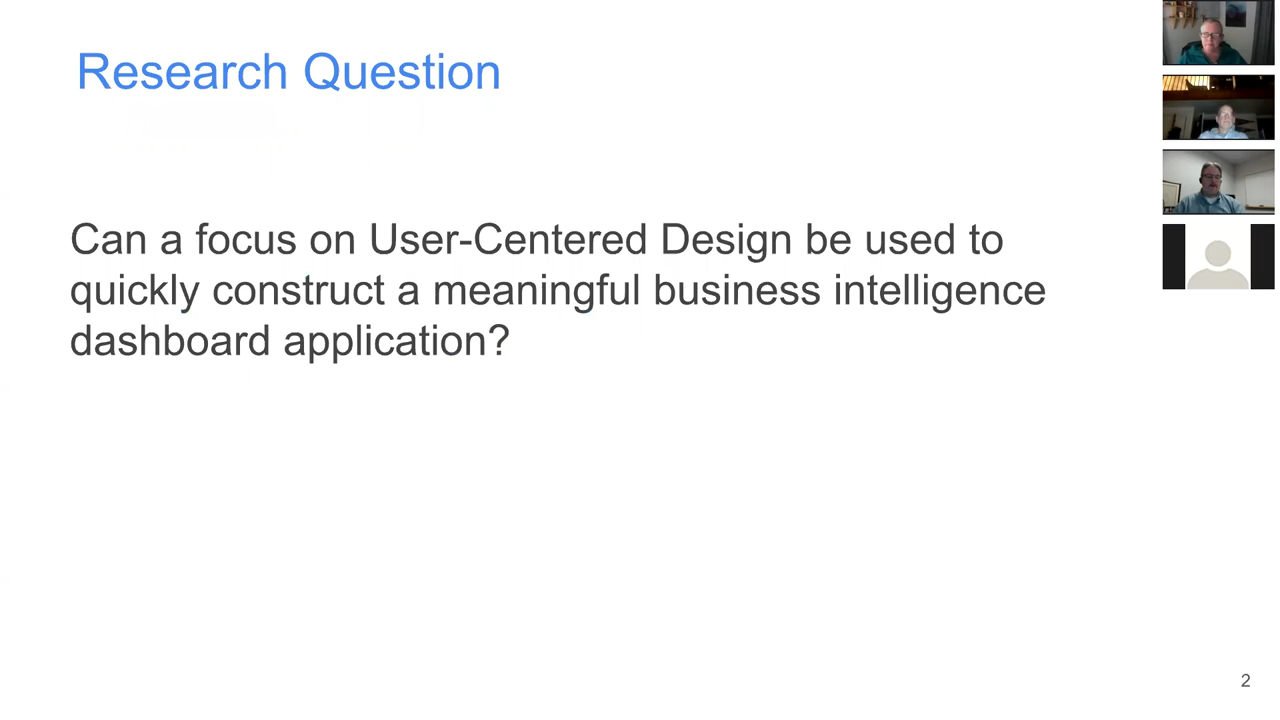 Research Question
Can a focus on User-Centered Design be used to
quickly construct a meaningful business intelligence
dashboard application?
2